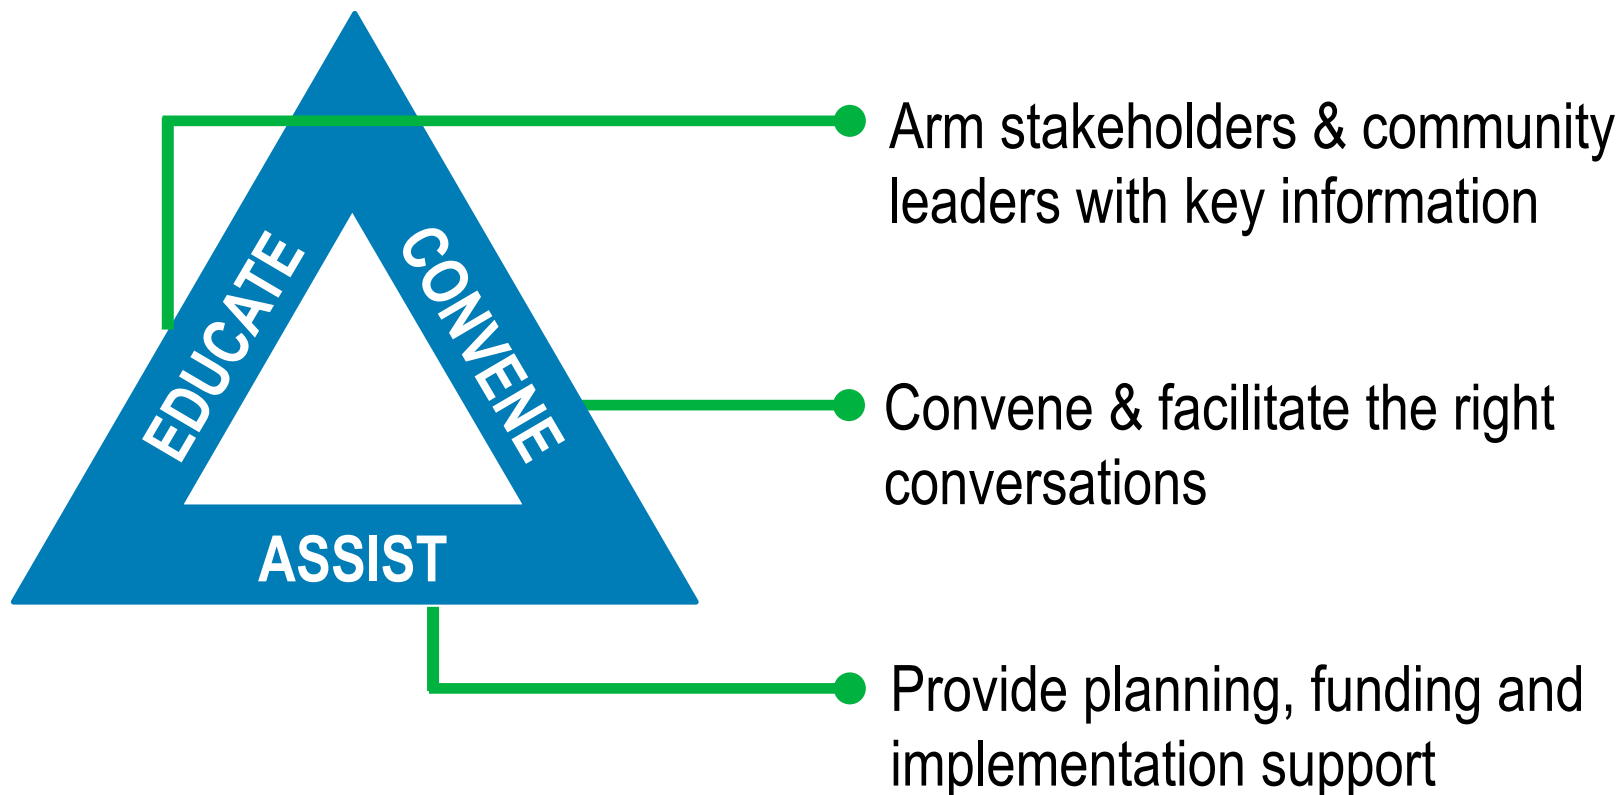 Arm stakeholders & community
leaders with key information
EDUCATE
CONVENE
Convene & facilitate the right
conversations
ASSIST
Provide planning, funding and
implementation support